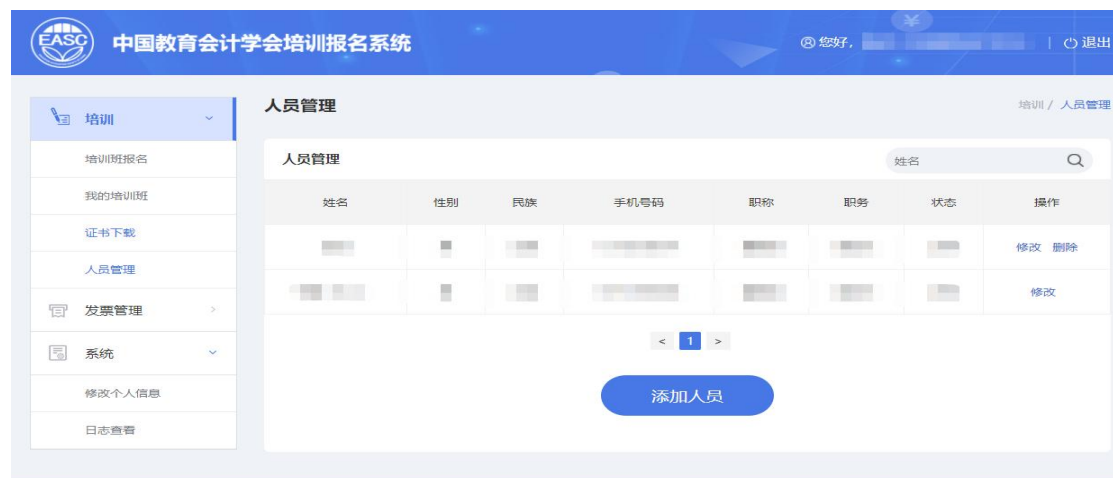 EASC 中国教育会计学会培训报名系统 您好, | 退出
培训
培训班报名
我的培训班
证书下载
人员管理
发票管理
系统
修改个人信息
日志查看
人员管理 培训 / 人员管理
人员管理 姓名
姓名 性别 民族 手机号码 职称 职务 状态 操作
修改 删除
修改
< 1 >
添加人员